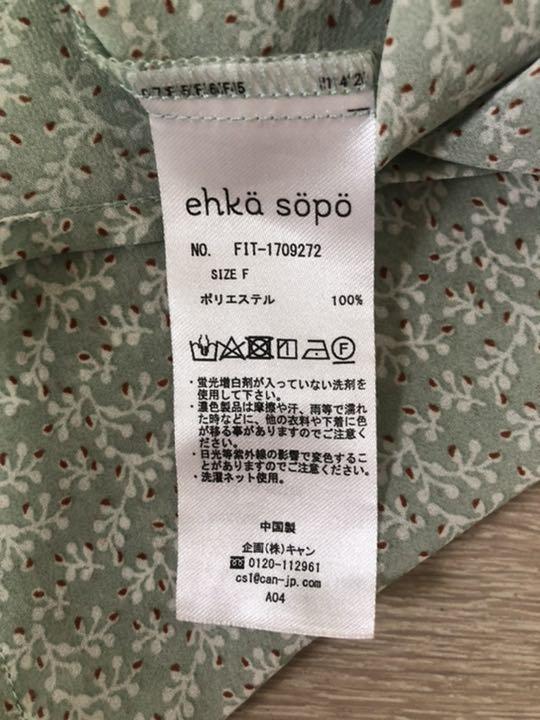 ehkä söpö
NO. FIT-1709272
SIZE F
ポリエステル 100%
F
・蛍光増白剤が入っていない洗剤を
使用して下さい。
・濃色製品は摩擦や汗、雨等で濡れ
た時などに、他の衣料や下着に色
が移る事がありますのでご注意く
ださい。
・日光等紫外線の影響で変色するこ
とがありますのでご注意ください。
・洗濯ネット使用。
中国製
企画(株)キャン
0120-112961
cs1@can-jp.com
A04